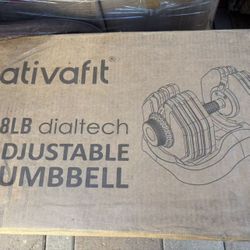 ativafit
8LB dialtech
DJUSTABLE
UMBBELL